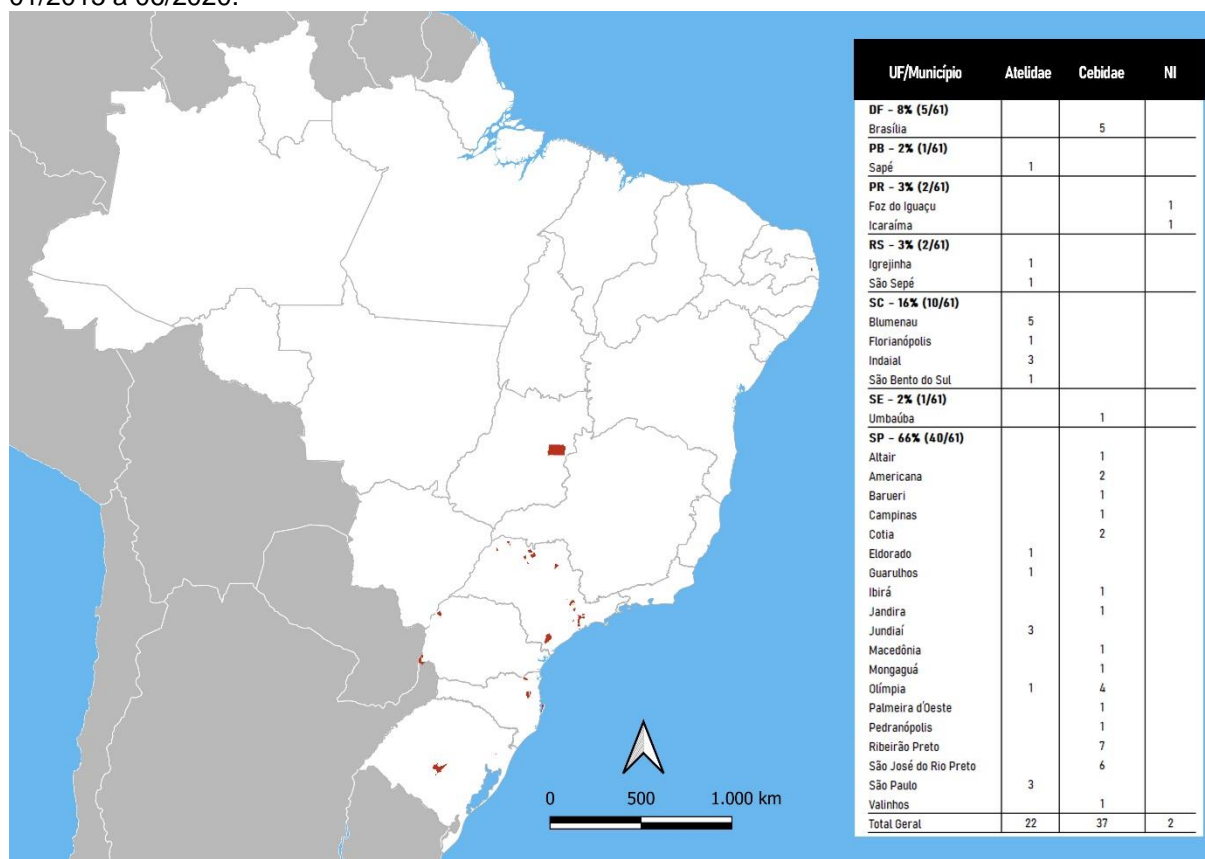 01/2015 a 06/2020.
UF/Município Atelidae Cebidae NI
DF - 8% (5/61)
Brasília 5
PB - 2% (1/61)
Sapé 1
PR - 3% (2/61)
Foz do Iguaçu 1
Icaraíma 1
RS - 3% (2/61)
Igrejinha 1
São Sepé 1
SC - 16% (10/61)
Blumenau 5
Florianópolis 1
Indaial 3
São Bento do Sul 1
SE - 2% (1/61)
Umbaúba 1
SP - 66% (40/61)
Altair 1
Americana 2
Barueri 1
Campinas 1
Cotia 2
Eldorado 1
Guarulhos 1
Ibirá 1
Jandira 1
Jundiaí 3
Macedônia 1
Mongaguá 1
Olímpia 1 4
Palmeira d'Oeste 1
Pedranópolis 1
Ribeirão Preto 7
São José do Rio Preto 6
São Paulo 3
Valinhos 1
Total Geral 22 37 2
0 500 1.000 km